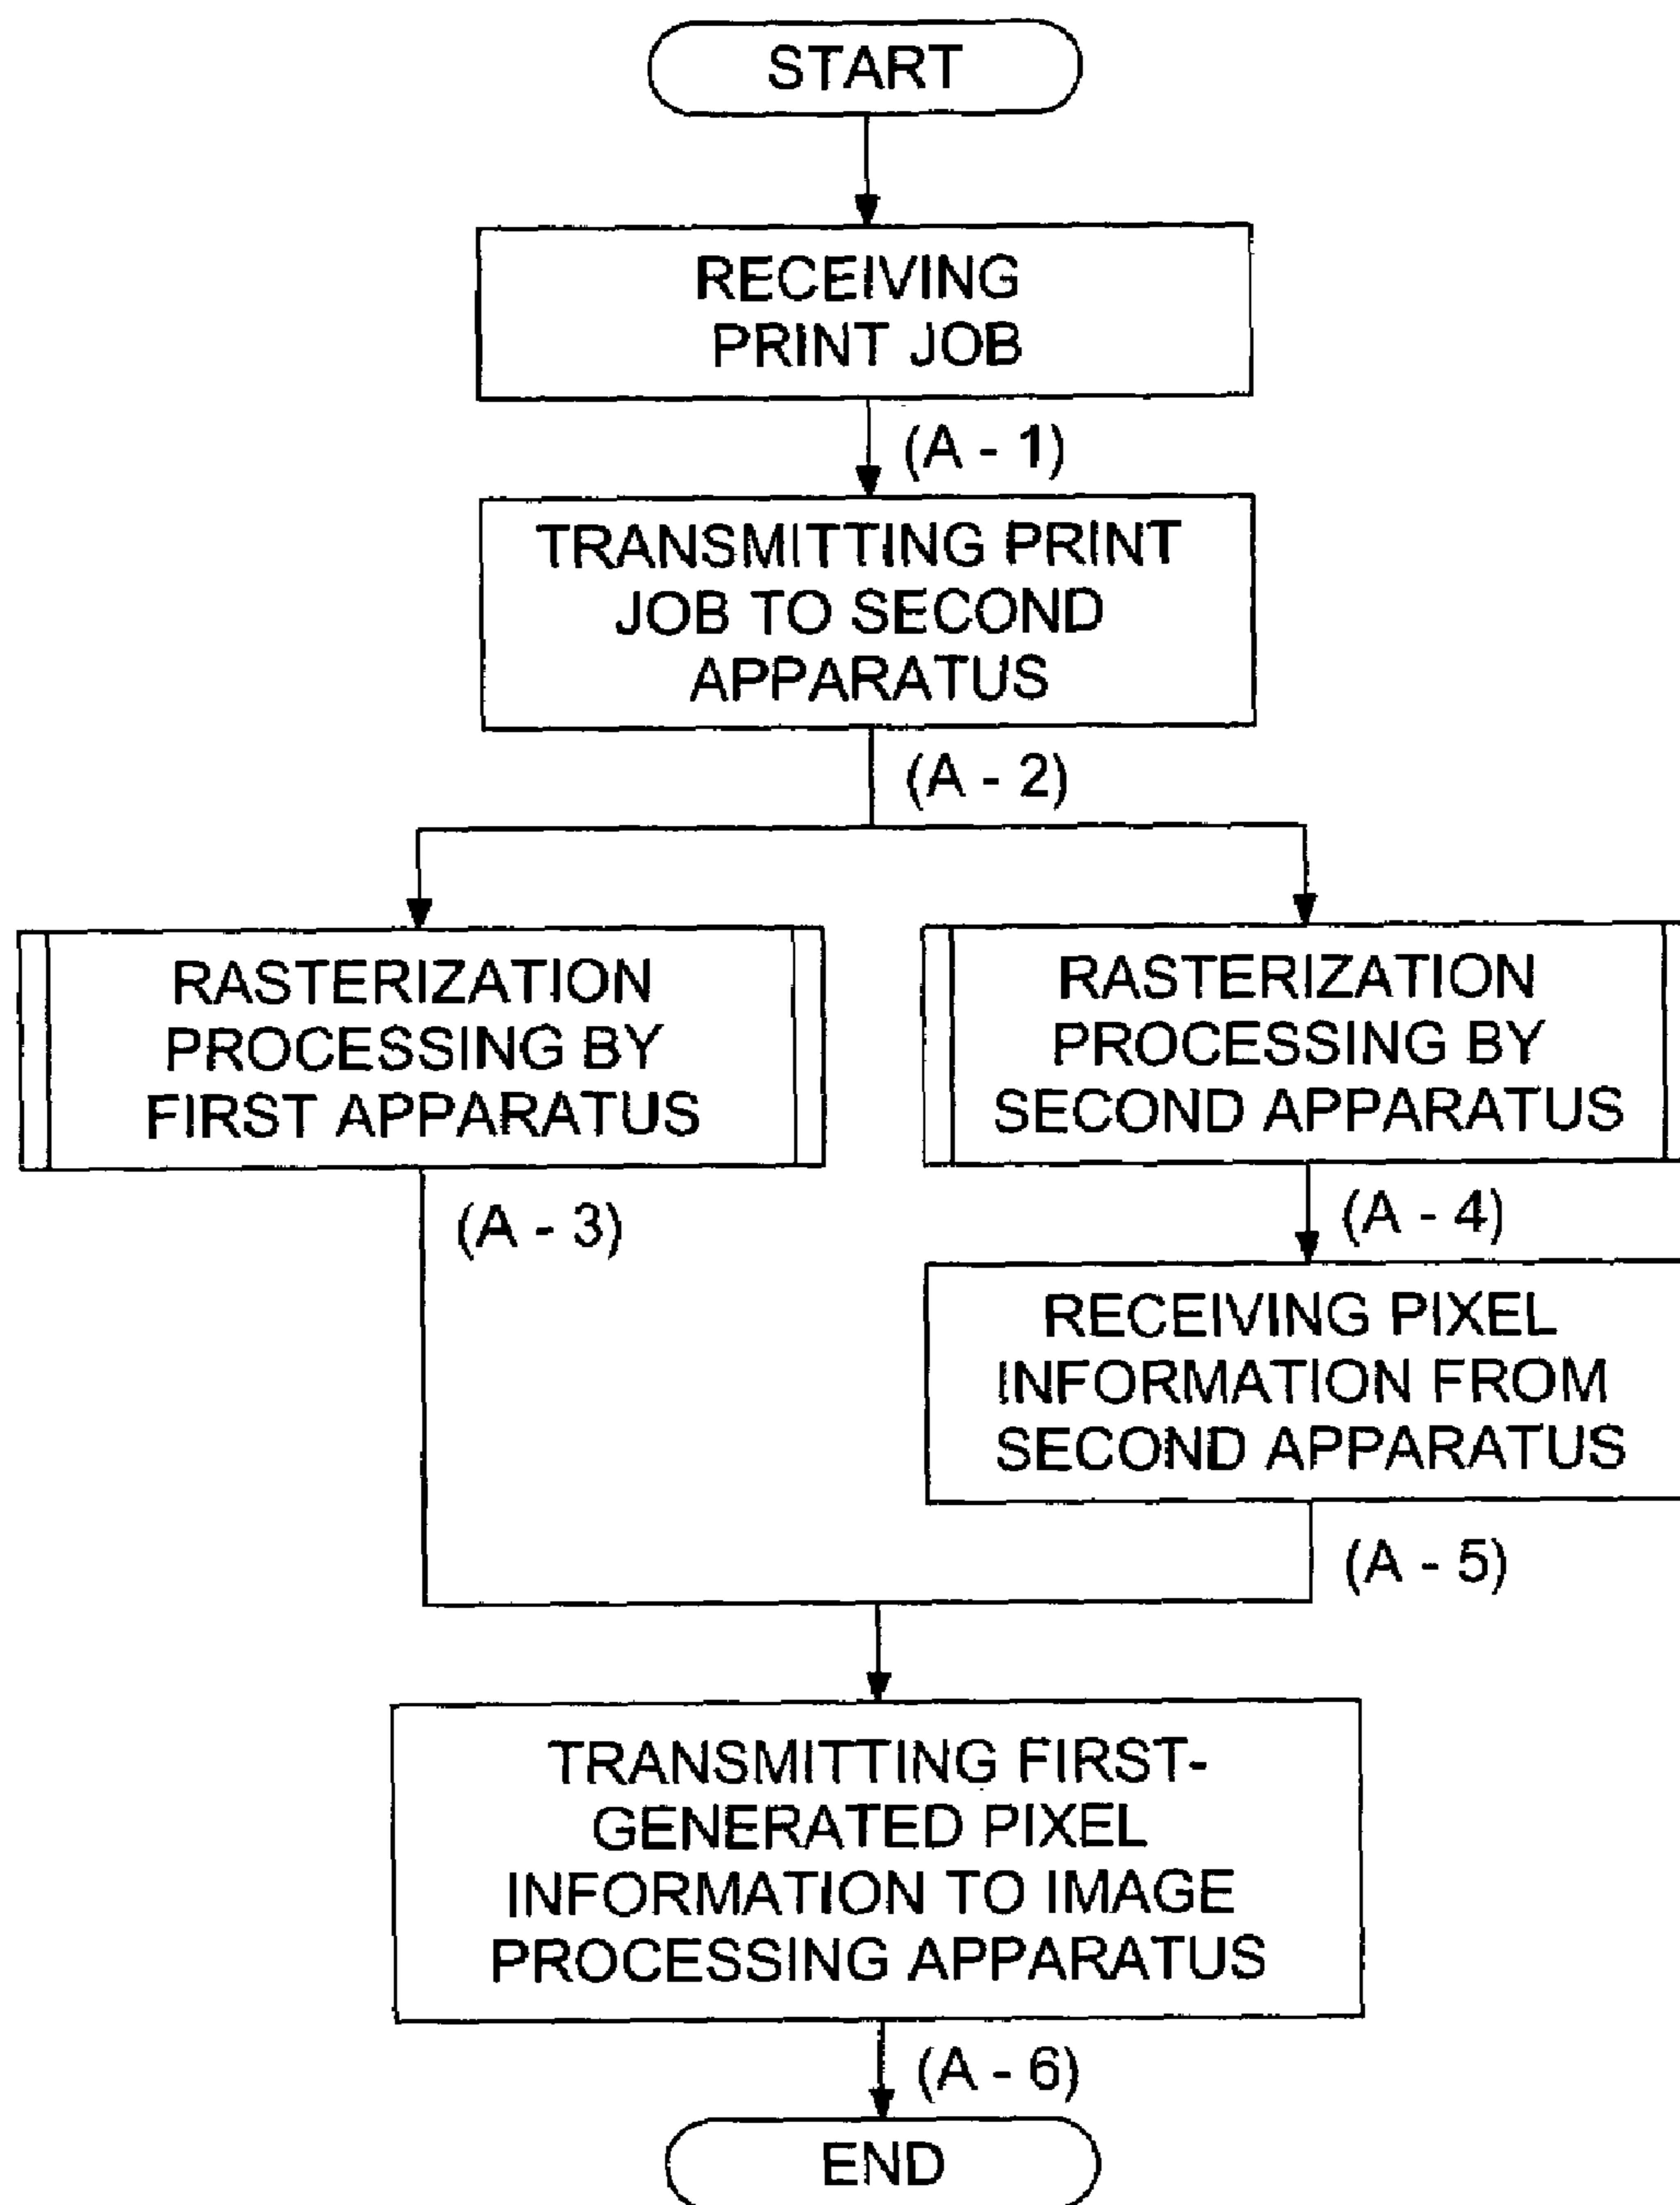 START
RECEIVING
PRINT JOB
(A - 1)
TRANSMITTING PRINT
JOB TO SECOND
APPARATUS
(A - 2)
RASTERIZATION
PROCESSING BY
FIRST APPARATUS
(A - 3)
RASTERIZATION
PROCESSING BY
SECOND APPARATUS
(A - 4)
RECEIVING PIXEL
INFORMATION FROM
SECOND APPARATUS
(A - 5)
TRANSMITTING FIRST-
GENERATED PIXEL
INFORMATION TO IMAGE
PROCESSING APPARATUS
(A - 6)
END